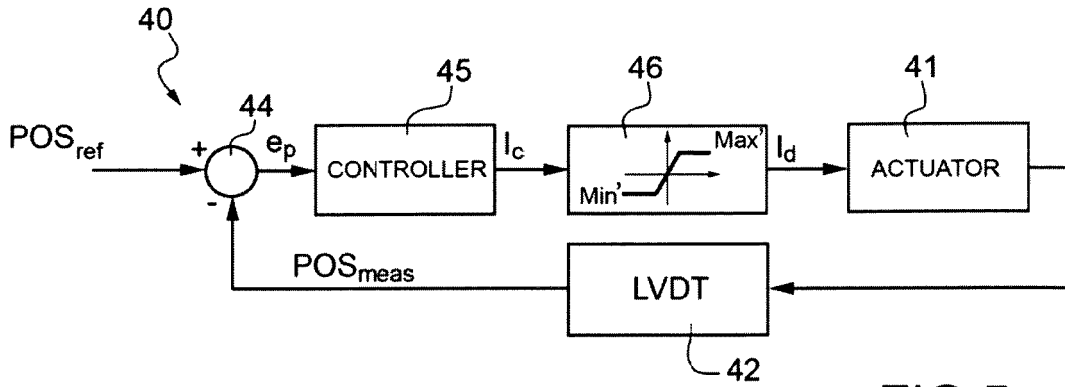 40
44
45
46
41
POS_ref
+
-
e_p
CONTROLLER
I_c
Max'
Min'
I_d
ACTUATOR
POS_meas
LVDT
42